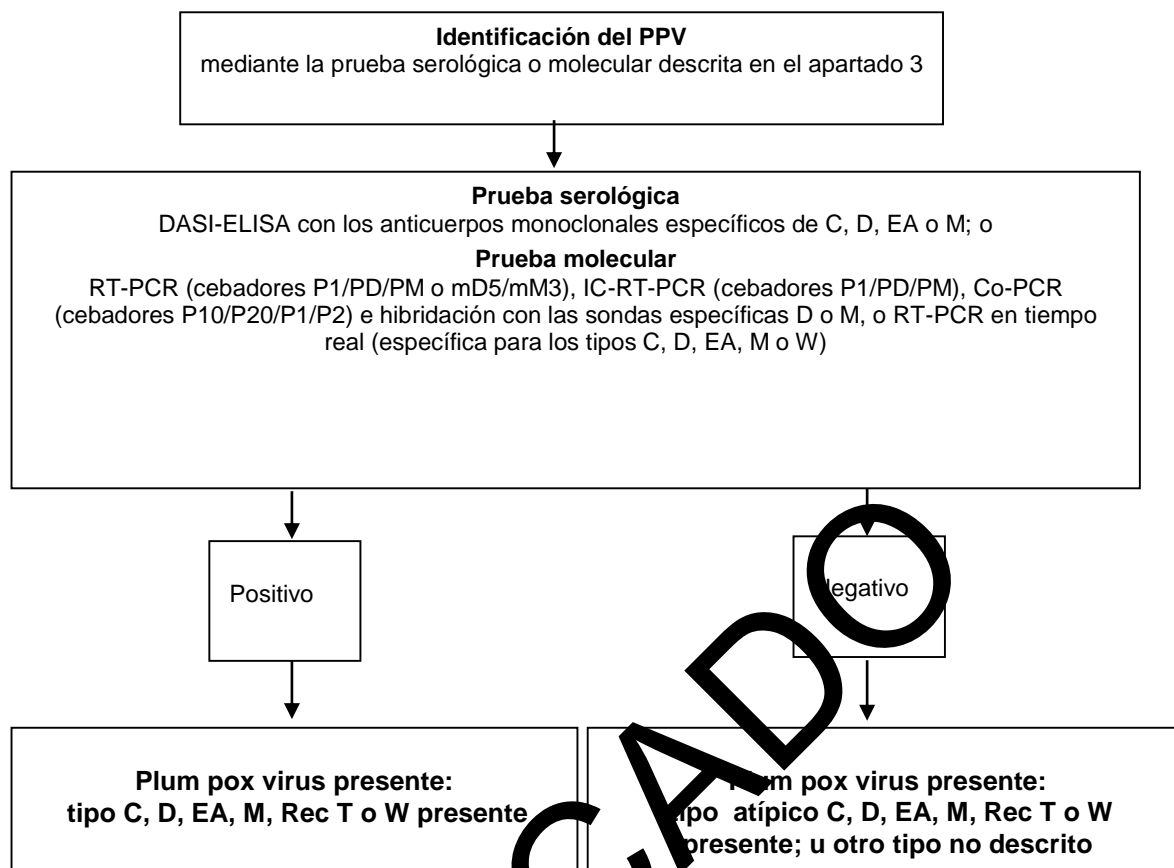 Identificación del PPV
mediante la prueba serológica o molecular descrita en el apartado 3
Prueba serológica
DASI-ELISA con los anticuerpos monoclonales específicos de C, D, EA o M; o
Prueba molecular
RT-PCR (cebadores P1/PD/PM o mD5/mM3), IC-RT-PCR (cebadores P1/PD/PM), Co-PCR
(cebadores P10/P20/P1/P2) e hibridación con las sondas específicas D o M, o RT-PCR en tiempo
real (específica para los tipos C, D, EA, M o W)
Positivo
Negativo
Plum pox virus presente:
tipo C, D, EA, M, Rec T o W presente
Plum pox virus presente:
tipo atípico C, D, EA, M, Rec T o W
presente; u otro tipo no descrito
CADO